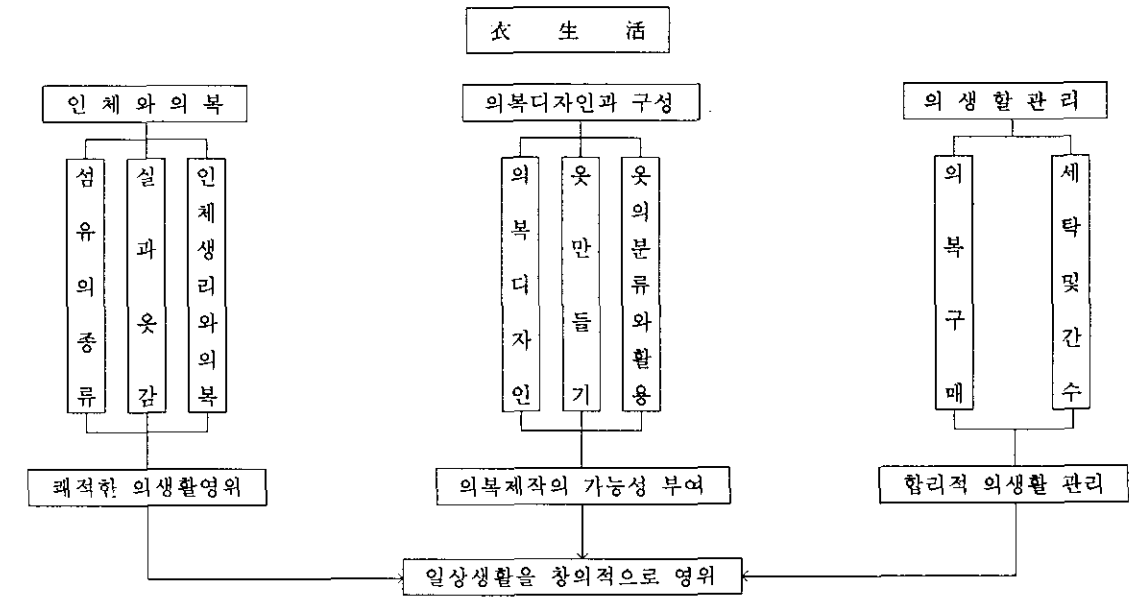 衣 生 活
인 체 와 의 복
의복디자인과 구성
의 생 할 관 리
섬유의종류
실과옷감
인체생리와의복
의복디자인
옷만들기
옷의분류와활용
의복구매
세탁및간수
쾌적한 의생활영위
의복제작의 가능성 부여
합리적 의생활 관리
일상생활을 창의적으로 영위